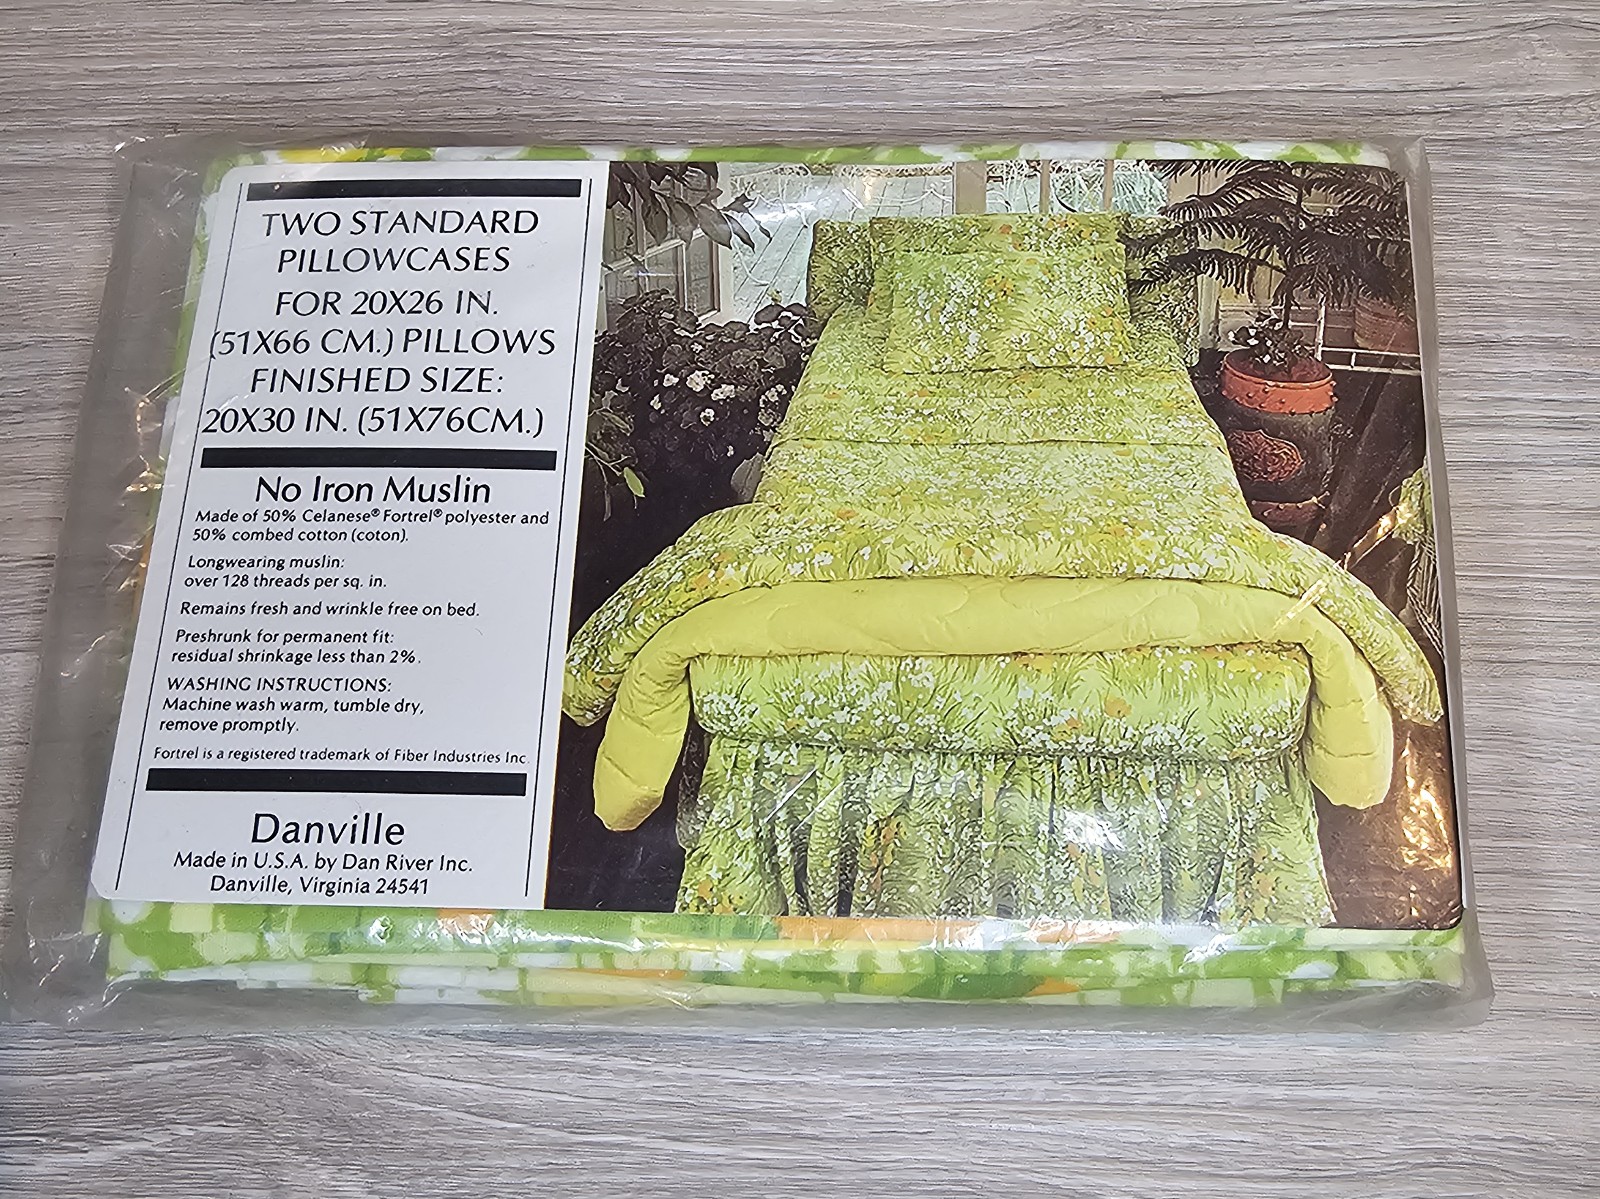 TWO STANDARD
PILLOWCASES
FOR 20X26 IN.
(51X66 CM.) PILLOWS
FINISHED SIZE:
20X30 IN. (51X76CM.)
No Iron Muslin
Made of 50% Celanese® Fortrel® polyester and
50% combed cotton (coton).
Longwearing muslin:
over 128 threads per sq. in.
Remains fresh and wrinkle free on bed.
Preshrunk for permanent fit:
residual shrinkage less than 2%.
WASHING INSTRUCTIONS:
Machine wash warm, tumble dry,
remove promptly.
Fortrel is a registered trademark of Fiber Industries Inc.
Danville
Made in U.S.A. by Dan River Inc.
Danville, Virginia 24541